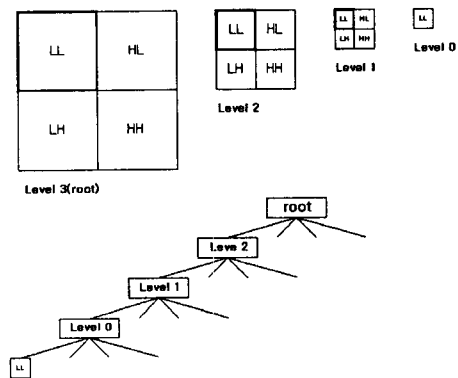 LL HL LL HL LL HL LL
LH HH LH HH LH HH Level 0
Level 1
Level 2
Level 3(root)
root
Leve 2
Level 1
Level 0
LL